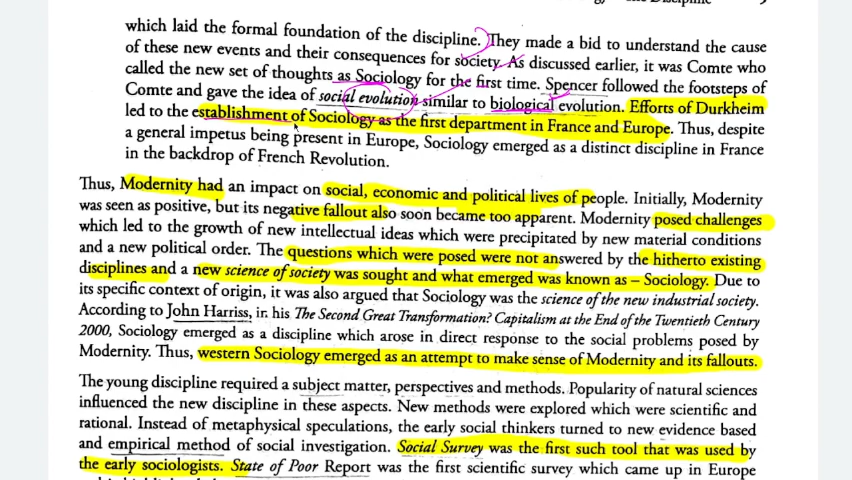 which laid the formal foundation of the discipline. They made a bid to understand the cause
of these new events and their consequences for society. As discussed earlier, it was Comte who
called the new set of thoughts as Sociology for the first time. Spencer followed the footsteps of
Comte and gave the idea of social evolution similar to biological evolution. Efforts of Durkheim
led to the establishment of Sociology as the first department in France and Europe. Thus, despite
a general impetus being present in Europe, Sociology emerged as a distinct discipline in France
in the backdrop of French Revolution.
Thus, Modernity had an impact on social, economic and political lives of people. Initially, Modernity
was seen as positive, but its negative fallout also soon became too apparent. Modernity posed challenges
which led to the growth of new intellectual ideas which were precipitated by new material conditions
and a new political order. The questions which were posed were not answered by the hitherto existing
disciplines and a new science of society was sought and what emerged was known as – Sociology. Due to
its specific context of origin, it was also argued that Sociology was the science of the new industrial society.
According to John Harriss, in his The Second Great Transformation? Capitalism at the End of the Twentieth Century
2000, Sociology emerged as a discipline which arose in direct response to the social problems posed by
Modernity. Thus, western Sociology emerged as an attempt to make sense of Modernity and its fallouts.
The young discipline required a subject matter, perspectives and methods. Popularity of natural sciences
influenced the new discipline in these aspects. New methods were explored which were scientific and
rational. Instead of metaphysical speculations, the early social thinkers turned to new evidence based
and empirical method of social investigation. Social Survey was the first such tool that was used by
the early sociologists. State of Poor Report was the first scientific survey which came up in Europe